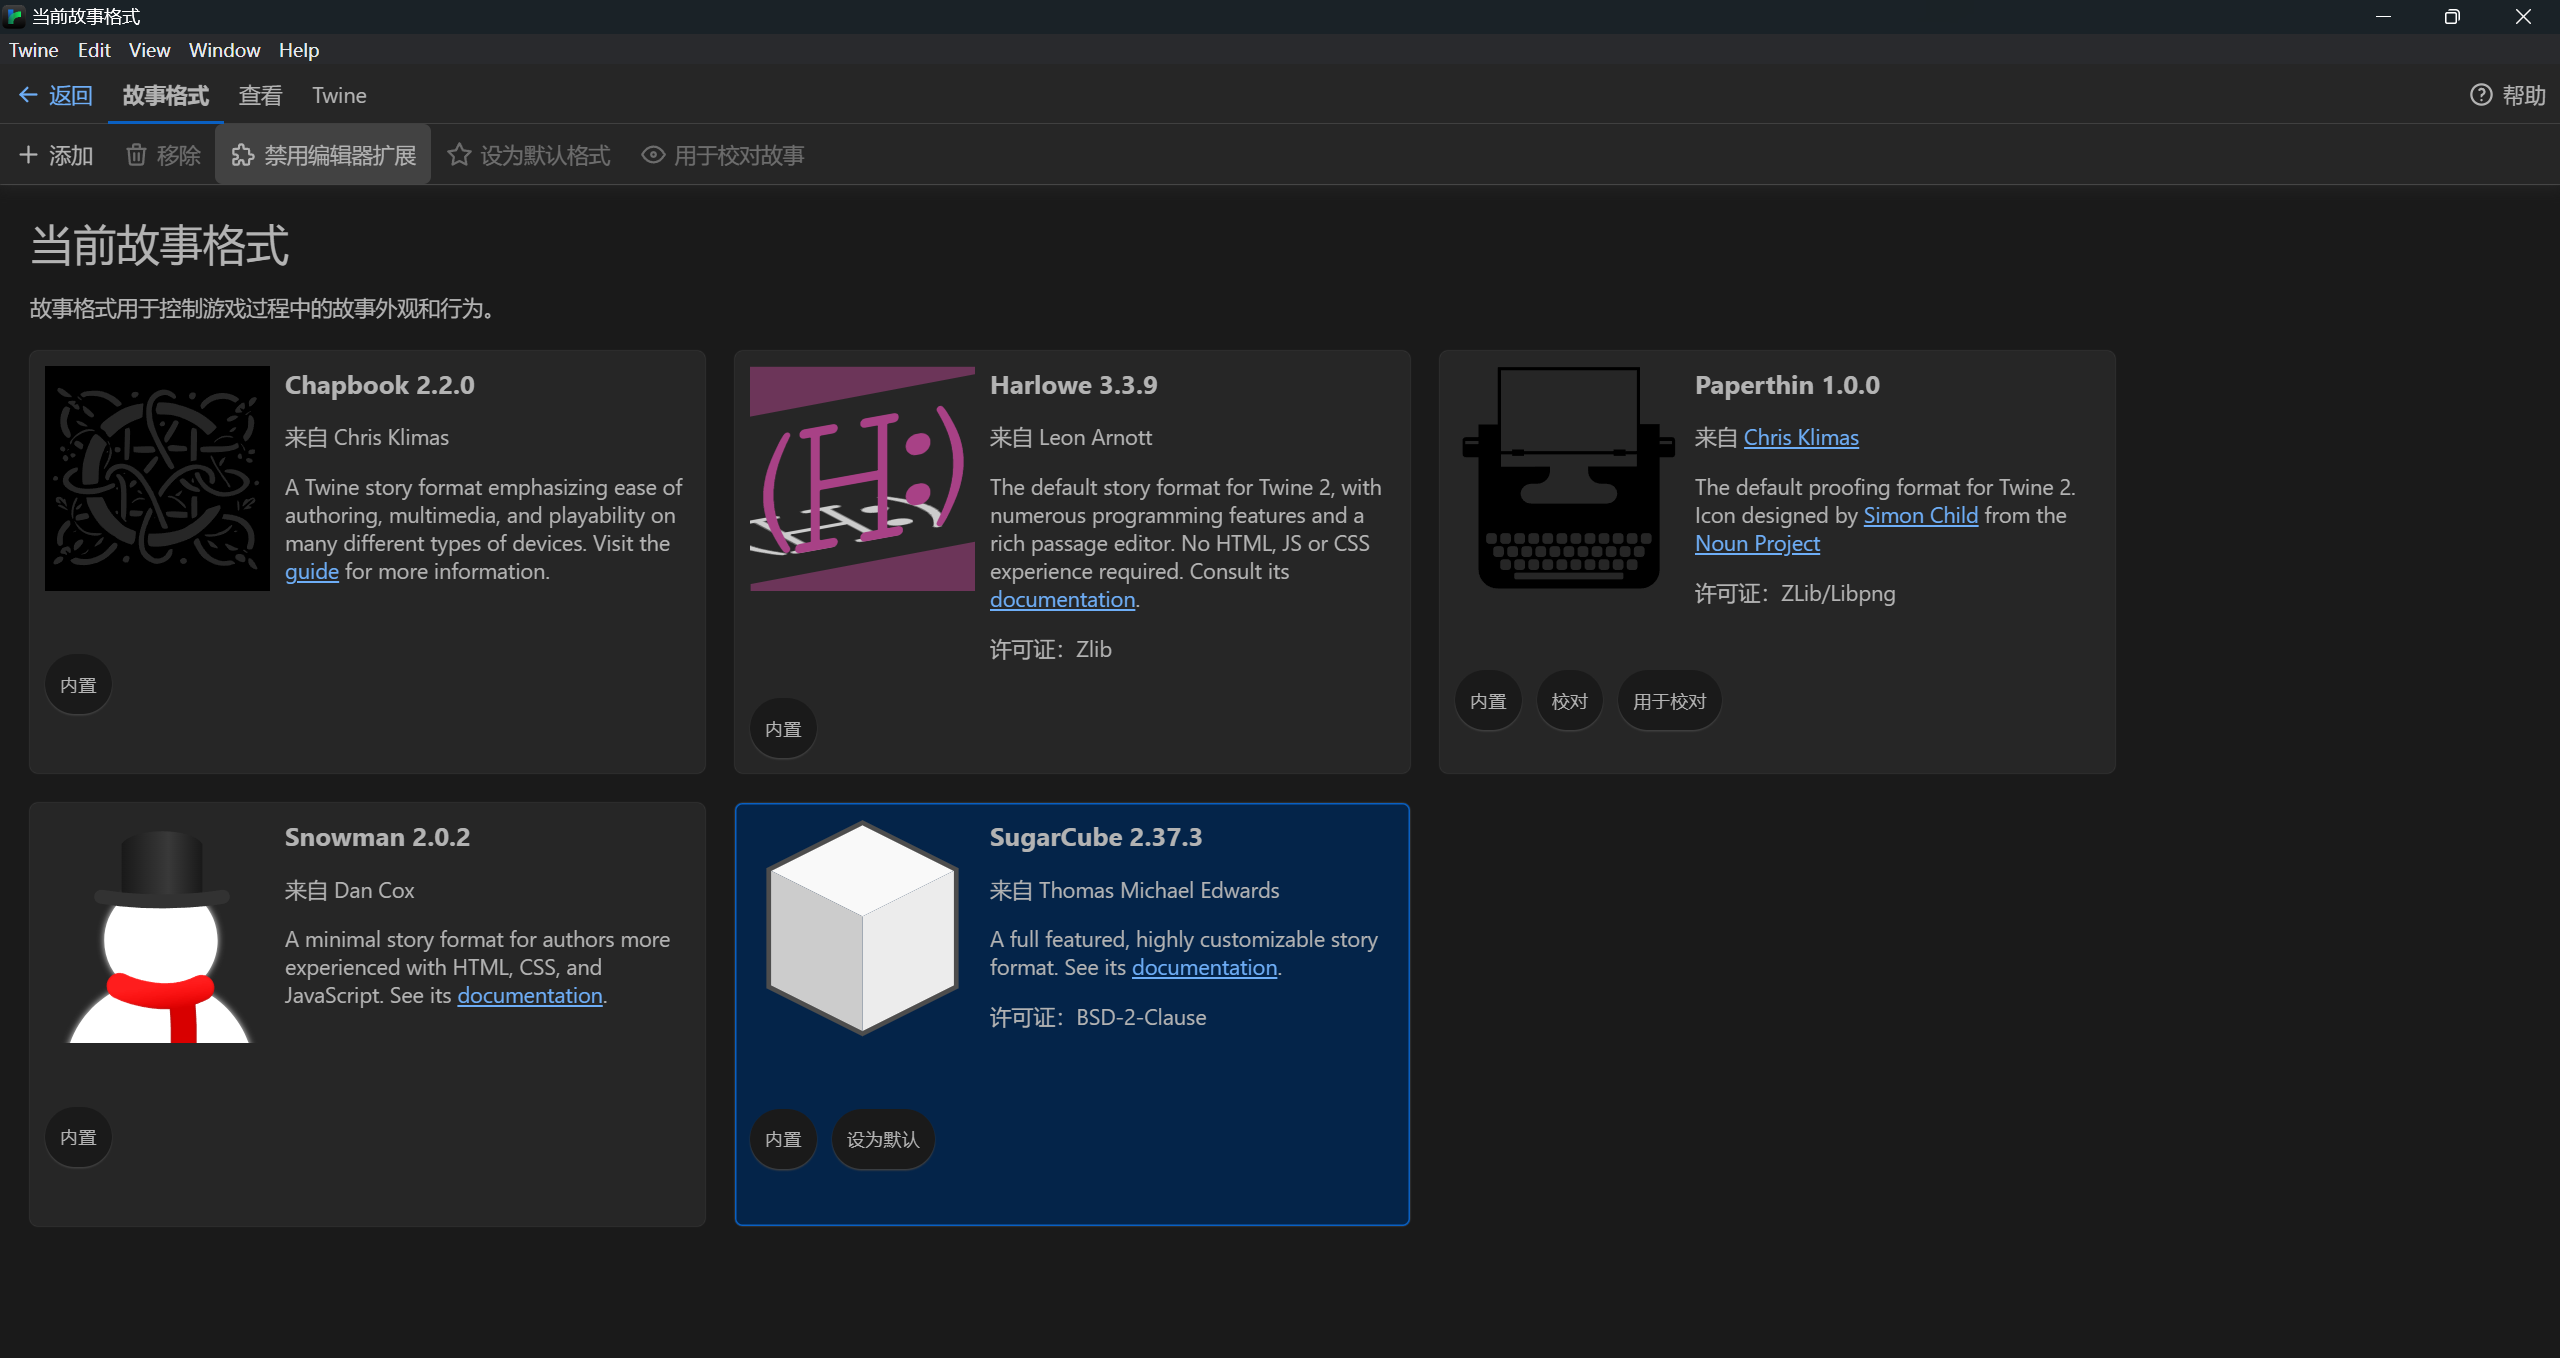 当前故事格式
Twine Edit View Window Help
返回 故事格式 查看 Twine 帮助
添加 移除 禁用编辑器扩展 设为默认格式 用于校对故事
当前故事格式
故事格式用于控制游戏过程中的故事外观和行为。
Chapbook 2.2.0
来自 Chris Klimas
A Twine story format emphasizing ease of
authoring, multimedia, and playability on
many different types of devices. Visit the
guide for more information.
内置
(H:)
Harlowe 3.3.9
来自 Leon Arnott
The default story format for Twine 2, with
numerous programming features and a
rich passage editor. No HTML, JS or CSS
experience required. Consult its
documentation.
许可证：Zlib
内置
Paperthin 1.0.0
来自 Chris Klimas
The default proofing format for Twine 2.
Icon designed by Simon Child from the
Noun Project
许可证：ZLib/Libpng
内置 校对 用于校对
Snowman 2.0.2
来自 Dan Cox
A minimal story format for authors more
experienced with HTML, CSS, and
JavaScript. See its documentation.
内置
SugarCube 2.37.3
来自 Thomas Michael Edwards
A full featured, highly customizable story
format. See its documentation.
许可证：BSD-2-Clause
内置 设为默认